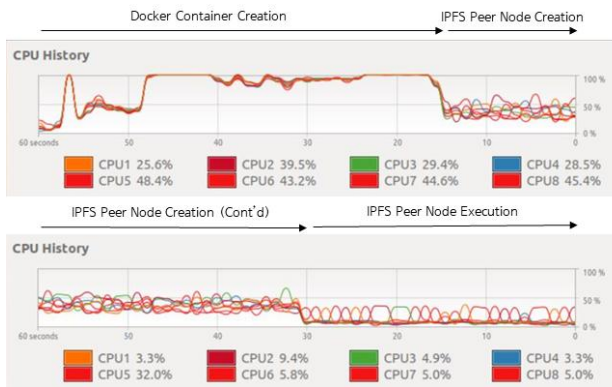 Docker Container Creation IPFS Peer Node Creation
CPU History
100 %
50 %
0 %
60 seconds 50 40 30 20 10 0
CPU1 25.6% CPU2 39.5% CPU3 29.4% CPU4 28.5%
CPU5 48.4% CPU6 43.2% CPU7 44.6% CPU8 45.4%
IPFS Peer Node Creation (Cont'd) IPFS Peer Node Execution
CPU History
100 %
50 %
0 %
60 seconds 50 40 30 20 10 0
CPU1 3.3% CPU2 9.4% CPU3 4.9% CPU4 3.3%
CPU5 32.0% CPU6 5.8% CPU7 5.0% CPU8 5.0%